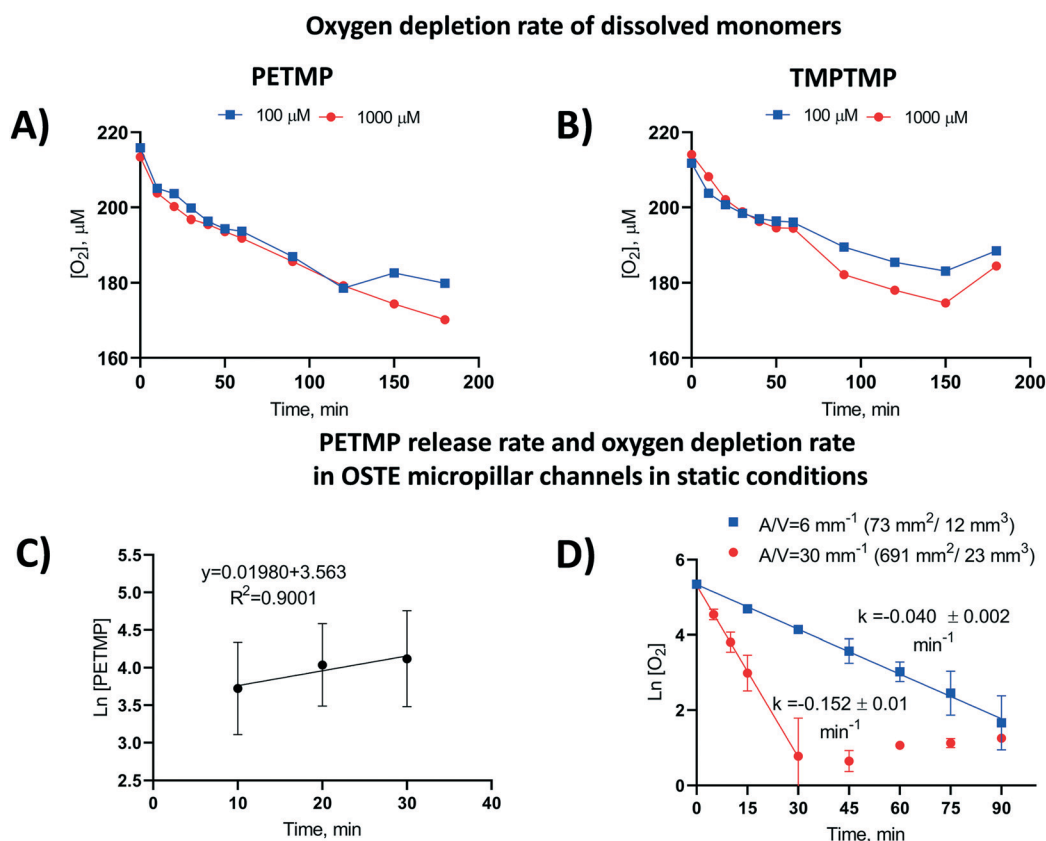 Oxygen depletion rate of dissolved monomers
PETMP
TMPTMP
A)
100 µM
1000 µM
220
200
180
160
[O₂], µM
0
50
100
150
200
Time, min
B)
100 µM
1000 µM
220
200
180
160
[O₂], µM
0
50
100
150
200
Time, min
PETMP release rate and oxygen depletion rate
in OSTE micropillar channels in static conditions
C)
y=0.01980+3.563
R²=0.9001
5.5
5.0
4.5
4.0
3.5
3.0
2.5
Ln [PETMP]
0
10
20
30
40
Time, min
D)
A/V=6 mm⁻¹ (73 mm²/ 12 mm³)
A/V=30 mm⁻¹ (691 mm²/ 23 mm³)
6
4
2
0
Ln [O₂]
k =-0.040 ± 0.002
min⁻¹
k =-0.152 ± 0.01
min⁻¹
0
15
30
45
60
75
90
Time, min